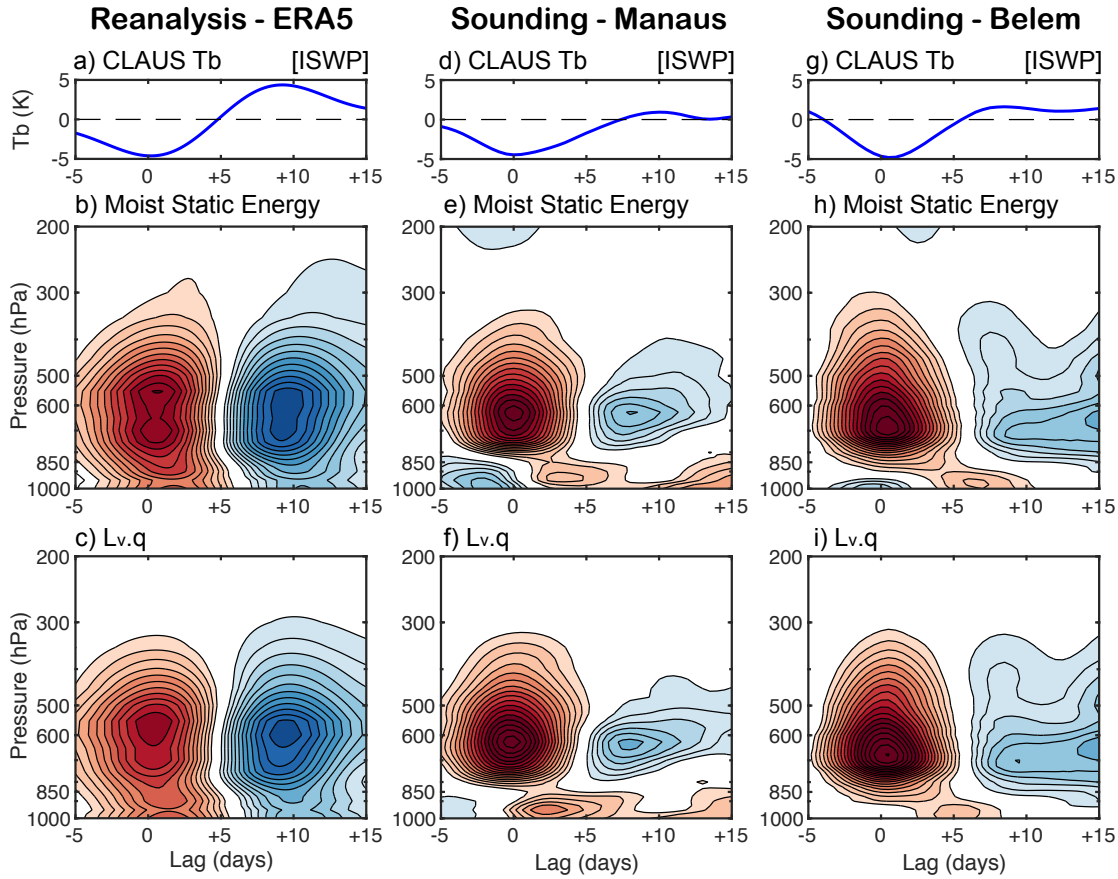 Reanalysis - ERA5 Sounding - Manaus Sounding - Belem
a) CLAUS Tb [ISWP] d) CLAUS Tb [ISWP] g) CLAUS Tb [ISWP]
Tb (K)
5 5 5
0 0 0
-5 -5 -5
-5 0 +5 +10 +15 -5 0 +5 +10 +15 -5 0 +5 +10 +15
b) Moist Static Energy e) Moist Static Energy h) Moist Static Energy
Pressure (hPa)
200 200 200
300 300 300
500 500 500
600 600 600
850 850 850
1000 1000 1000
-5 0 +5 +10 +15 -5 0 +5 +10 +15 -5 0 +5 +10 +15
c) Lv.q f) Lv.q i) Lv.q
Pressure (hPa)
200 200 200
300 300 300
500 500 500
600 600 600
850 850 850
1000 1000 1000
-5 0 +5 +10 +15 -5 0 +5 +10 +15 -5 0 +5 +10 +15
Lag (days) Lag (days) Lag (days)